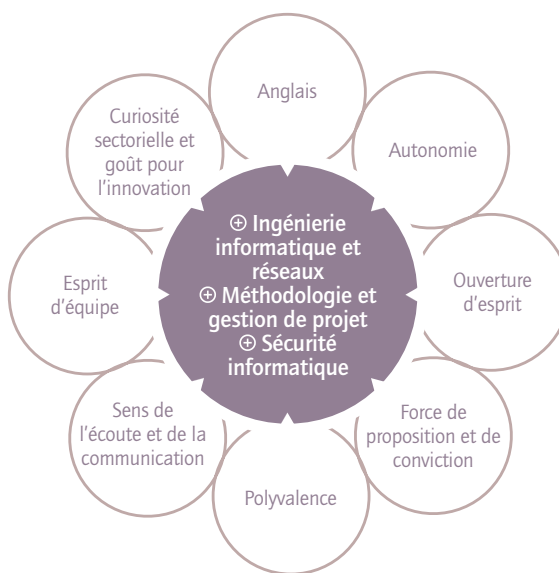 Anglais
Autonomie
Ouverture
d'esprit
Force de
proposition et de
conviction
Polyvalence
Sens de
l'écoute et de la
communication
Esprit
d'équipe
Curiosité
sectorielle et
goût pour
l'innovation
⊕ Ingénierie
informatique et
réseaux
⊕ Méthodologie et
gestion de projet
⊕ Sécurité
informatique